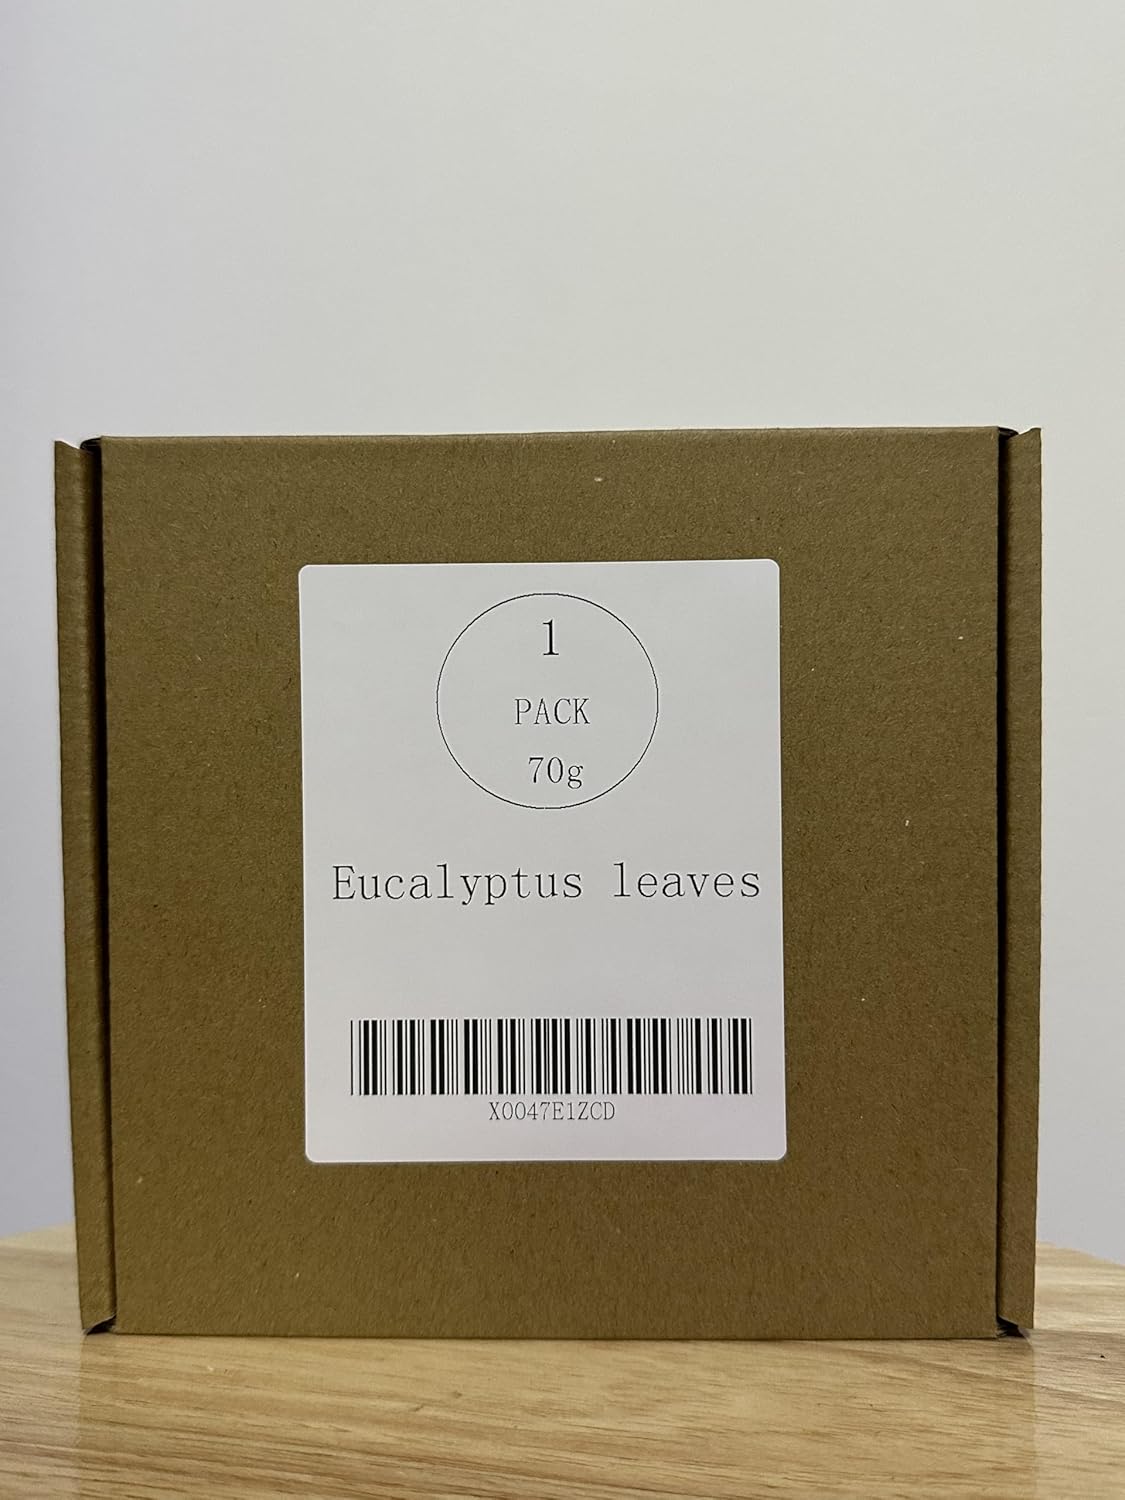 1
PACK
70g
Eucalyptus leaves
X0047E1ZCD